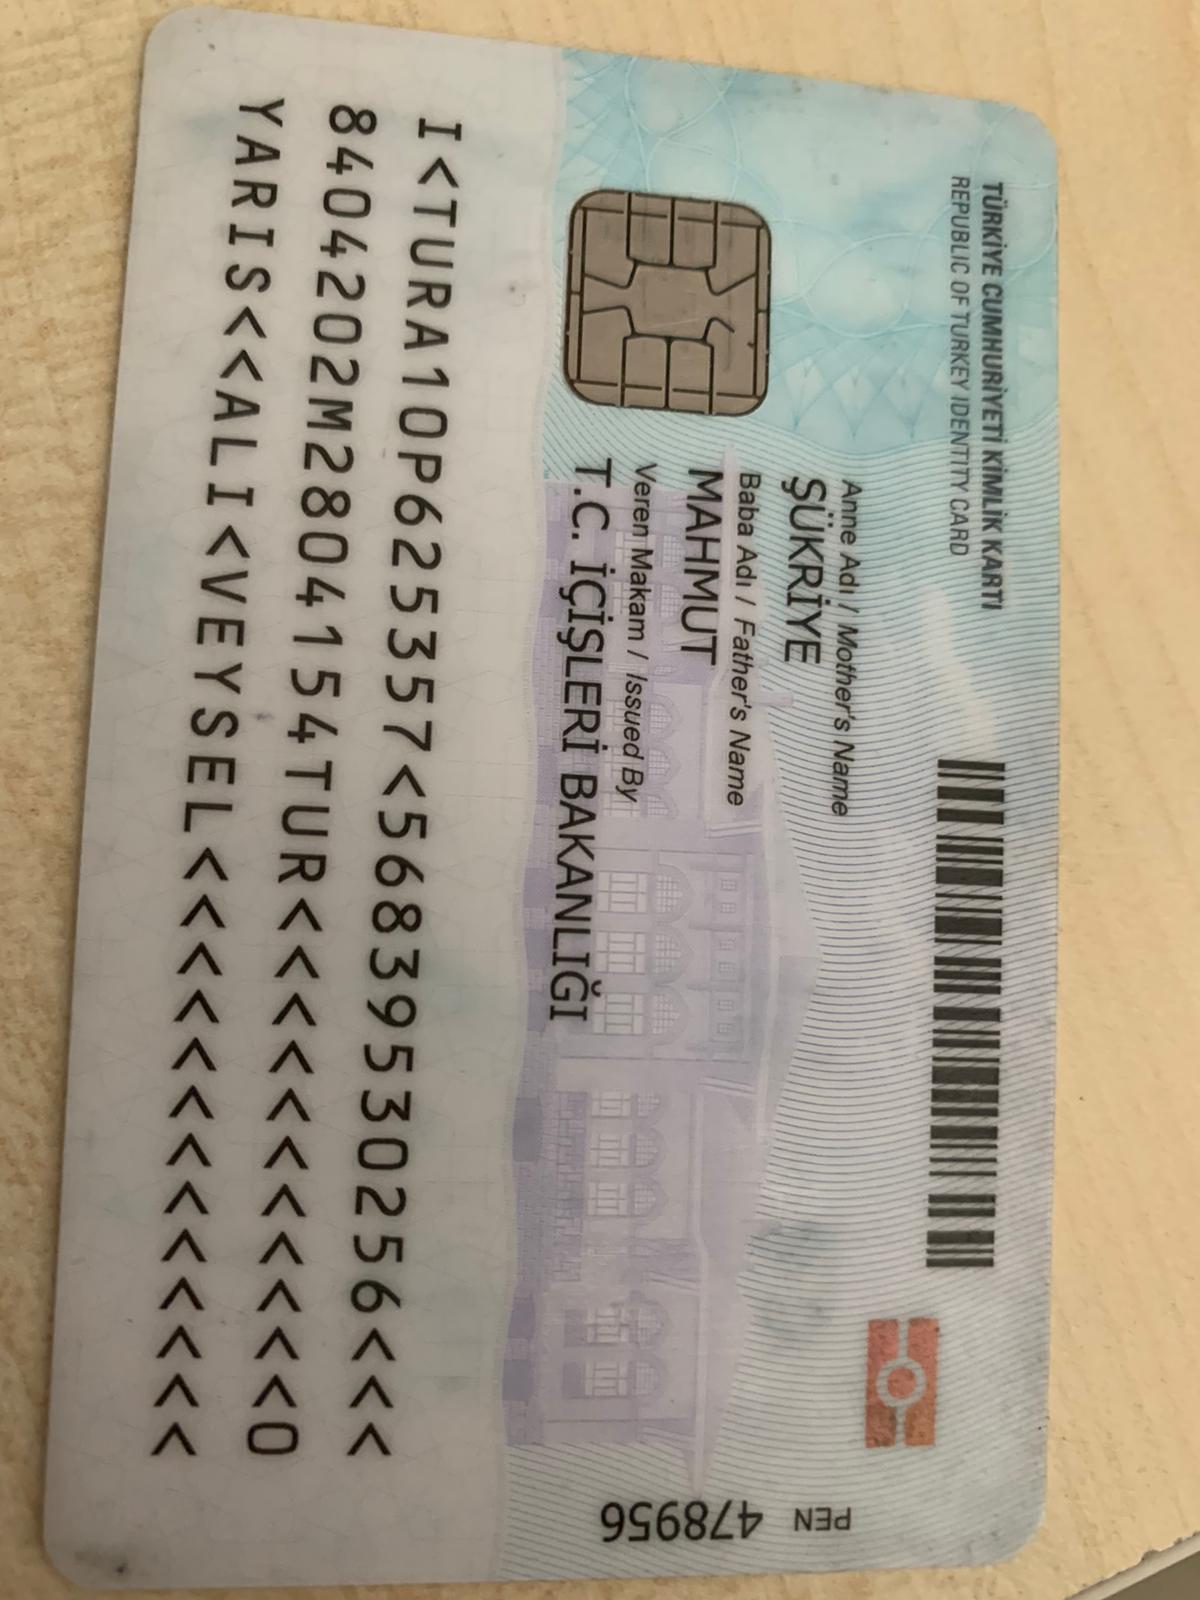 TÜRKİYE CUMHURİYETİ KİMLİK KARTI
REPUBLIC OF TURKEY IDENTITY CARD
Anne Adı / Mother's Name
ŞÜKRİYE
Baba Adı / Father's Name
MAHMUT
Veren Makam / Issued By
T.C. İÇİŞLERİ BAKANLIĞI
PEN 478956
I<TURA10P625357<56839530256<<<
8404202M2804154TUR<<<<<<<<<<<0
YARIS<<ALI<VEYSEL<<<<<<<<<<<<<